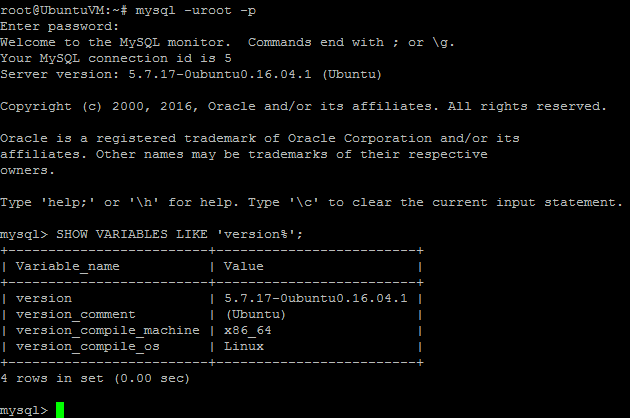 root@UbuntuVM:~# mysql -uroot -p
Enter password:
Welcome to the MySQL monitor.  Commands end with ; or \g.
Your MySQL connection id is 5
Server version: 5.7.17-0ubuntu0.16.04.1 (Ubuntu)

Copyright (c) 2000, 2016, Oracle and/or its affiliates. All rights reserved.

Oracle is a registered trademark of Oracle Corporation and/or its
affiliates. Other names may be trademarks of their respective
owners.

Type 'help;' or '\h' for help. Type '\c' to clear the current input statement.

mysql> SHOW VARIABLES LIKE 'version%';
+-------------------------+-------------------------+
| Variable_name           | Value                   |
+-------------------------+-------------------------+
| version                 | 5.7.17-0ubuntu0.16.04.1 |
| version_comment         | (Ubuntu)                |
| version_compile_machine | x86_64                  |
| version_compile_os      | Linux                   |
+-------------------------+-------------------------+
4 rows in set (0.00 sec)

mysql>